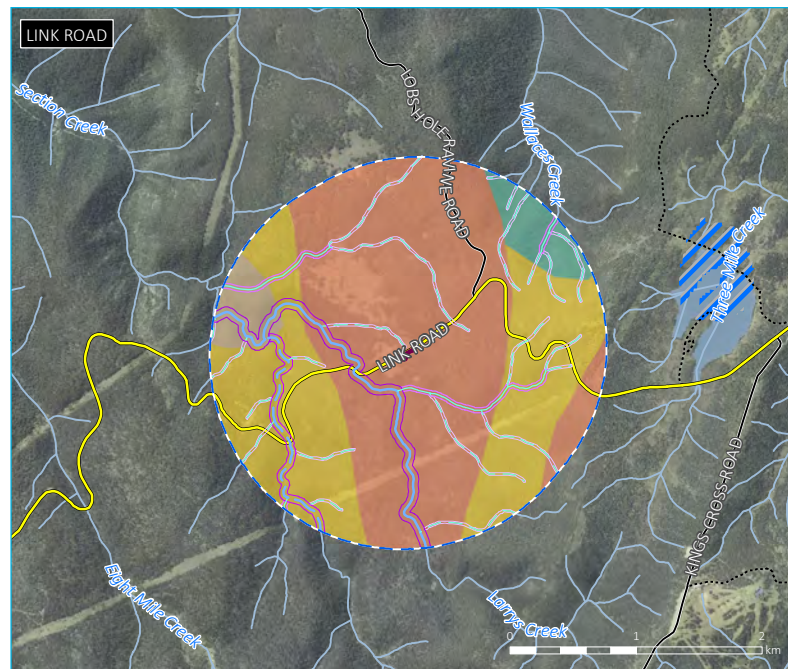 LINK ROAD
Section Creek
LOBS HOLE RAVINE ROAD
Wallaces Creek
Three Mile Creek
LINK ROAD
KINGS CROSS ROAD
Eight Mile Creek
Lorrys Creek
0 1 2
km